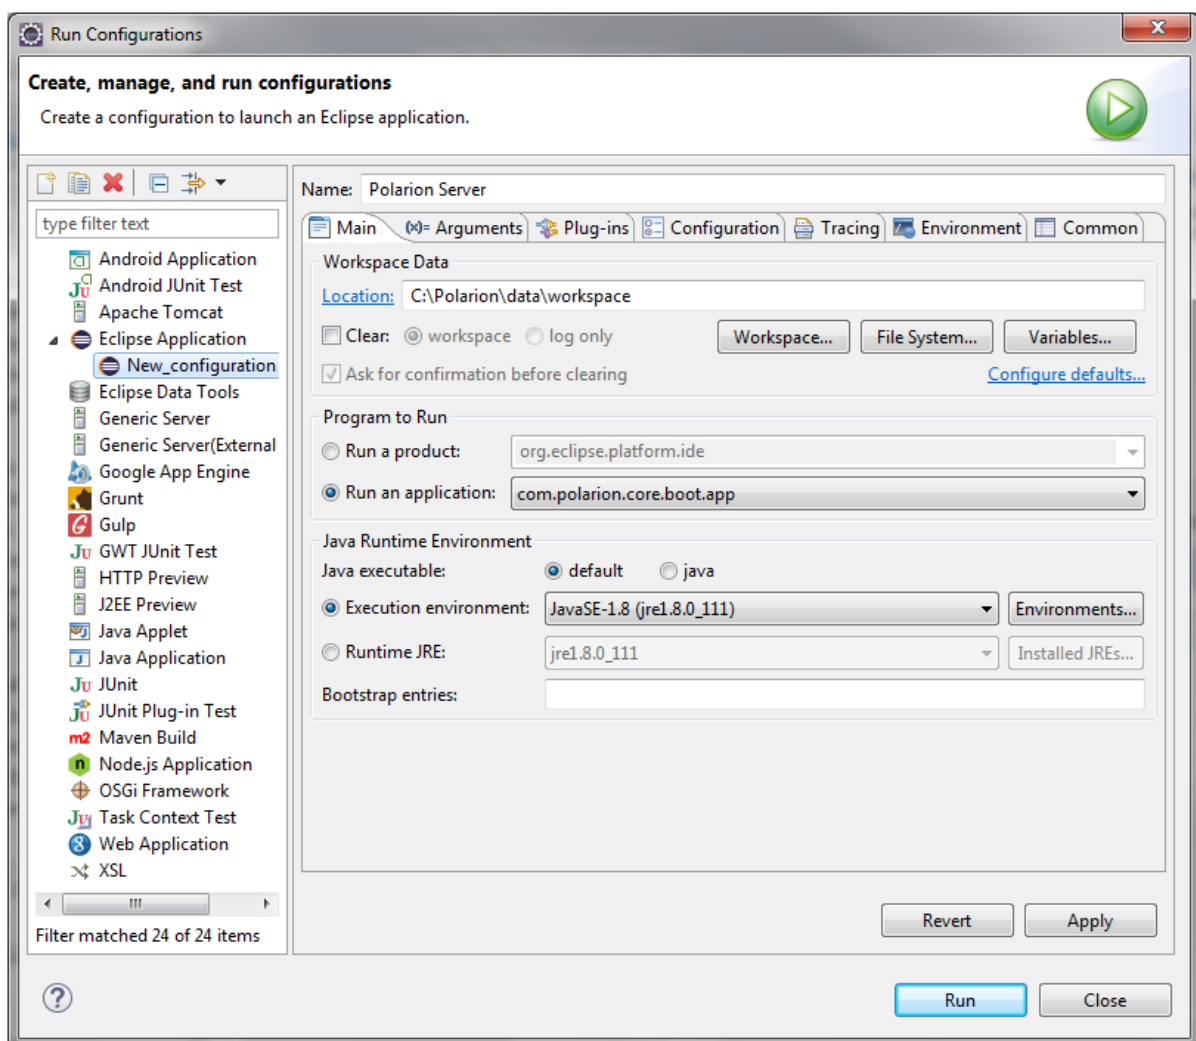 Run Configurations
X
Create, manage, and run configurations
Create a configuration to launch an Eclipse application.
Name: Polarion Server
type filter text
Main (x)= Arguments Plug-ins Configuration Tracing Environment Common
Android Application
Android JUnit Test
Apache Tomcat
Eclipse Application
New_configuration
Eclipse Data Tools
Generic Server
Generic Server(External
Google App Engine
Grunt
Gulp
GWT JUnit Test
HTTP Preview
J2EE Preview
Java Applet
Java Application
JUnit
JUnit Plug-in Test
m2 Maven Build
Node.js Application
OSGi Framework
Task Context Test
Web Application
XSL
Filter matched 24 of 24 items
Workspace Data
Location: C:\Polarion\data\workspace
Clear: workspace log only Workspace... File System... Variables...
Ask for confirmation before clearing Configure defaults...
Program to Run
Run a product: org.eclipse.platform.ide
Run an application: com.polarion.core.boot.app
Java Runtime Environment
Java executable: default java
Execution environment: JavaSE-1.8 (jre1.8.0_111) Environments...
Runtime JRE: jre1.8.0_111 Installed JREs...
Bootstrap entries:
Revert Apply
? Run Close